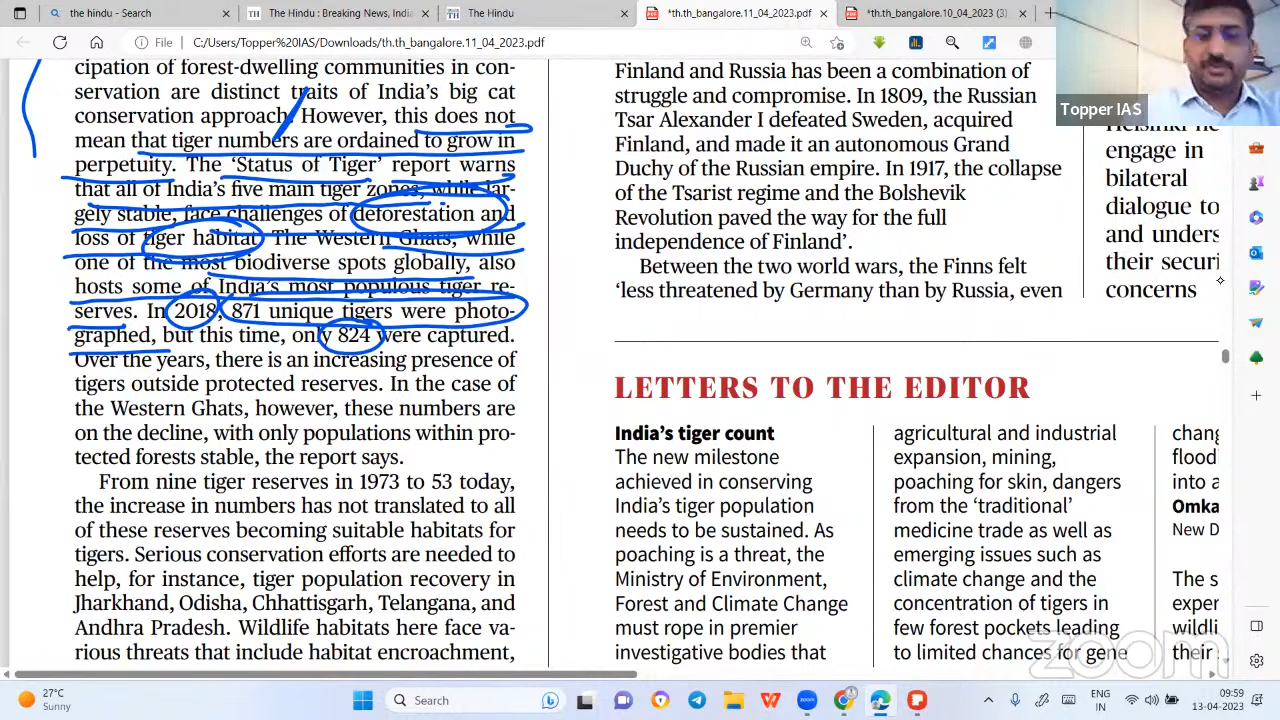 the hindu - Search
The Hindu : Breaking News, India
The Hindu
*th.th_bangalore.11_04_2023.pdf
*th.th_bangalore.10_04_2023 (3)
File
C:/Users/Topper%20IAS/Downloads/th.th_bangalore.11_04_2023.pdf
Topper IAS
cipation of forest-dwelling communities in con-
servation are distinct traits of India's big cat
conservation approach. However, this does not
mean that tiger numbers are ordained to grow in
perpetuity. The 'Status of Tiger' report warns
that all of India's five main tiger zones, while lar-
gely stable, face challenges of deforestation and
loss of tiger habitat. The Western Ghats, while
one of the most biodiverse spots globally, also
hosts some of India's most populous tiger re-
serves. In 2018, 871 unique tigers were photo-
graphed, but this time, only 824 were captured.
Over the years, there is an increasing presence of
tigers outside protected reserves. In the case of
the Western Ghats, however, these numbers are
on the decline, with only populations within pro-
tected forests stable, the report says.
From nine tiger reserves in 1973 to 53 today,
the increase in numbers has not translated to all
of these reserves becoming suitable habitats for
tigers. Serious conservation efforts are needed to
help, for instance, tiger population recovery in
Jharkhand, Odisha, Chhattisgarh, Telangana, and
Andhra Pradesh. Wildlife habitats here face va-
rious threats that include habitat encroachment,
Finland and Russia has been a combination of
struggle and compromise. In 1809, the Russian
Tsar Alexander I defeated Sweden, acquired
Finland, and made it an autonomous Grand
Duchy of the Russian empire. In 1917, the collapse
of the Tsarist regime and the Bolshevik
Revolution paved the way for the full
independence of Finland'.
Between the two world wars, the Finns felt
'less threatened by Germany than by Russia, even
engage in
bilateral
dialogue to
and unders
their securi
concerns
LETTERS TO THE EDITOR
India's tiger count
The new milestone
achieved in conserving
India's tiger population
needs to be sustained. As
poaching is a threat, the
Ministry of Environment,
Forest and Climate Change
must rope in premier
investigative bodies that
agricultural and industrial
expansion, mining,
poaching for skin, dangers
from the 'traditional'
medicine trade as well as
emerging issues such as
climate change and the
concentration of tigers in
few forest pockets leading
to limited chances for gene
chang
flood
into a
Omka
New D
The s
exper
wildli
their
zoom
27°C
Sunny
Search
ENG
IN
09:59
13-04-2023